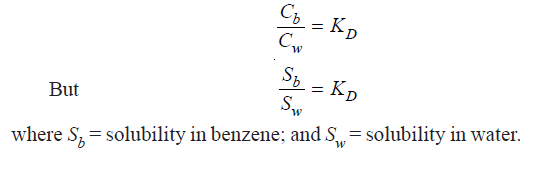 C_b / C_w = K_D
But S_b / S_w = K_D
where S_b = solubility in benzene; and S_w = solubility in water.